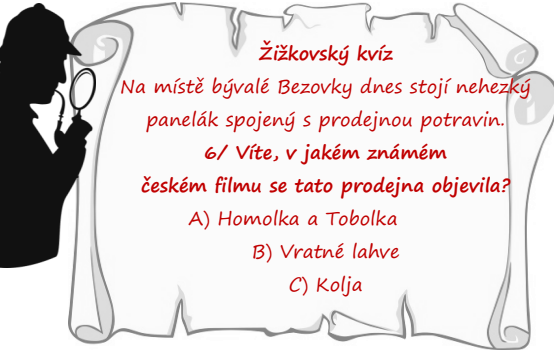 Žižkovský kvíz
Na místě bývalé Bezovky dnes stojí nehezký
panelák spojený s prodejnou potravin.
6/ Víte, v jakém známém
českém filmu se tato prodejna objevila?
A) Homolka a Tobolka
B) Vratné lahve
C) Kolja